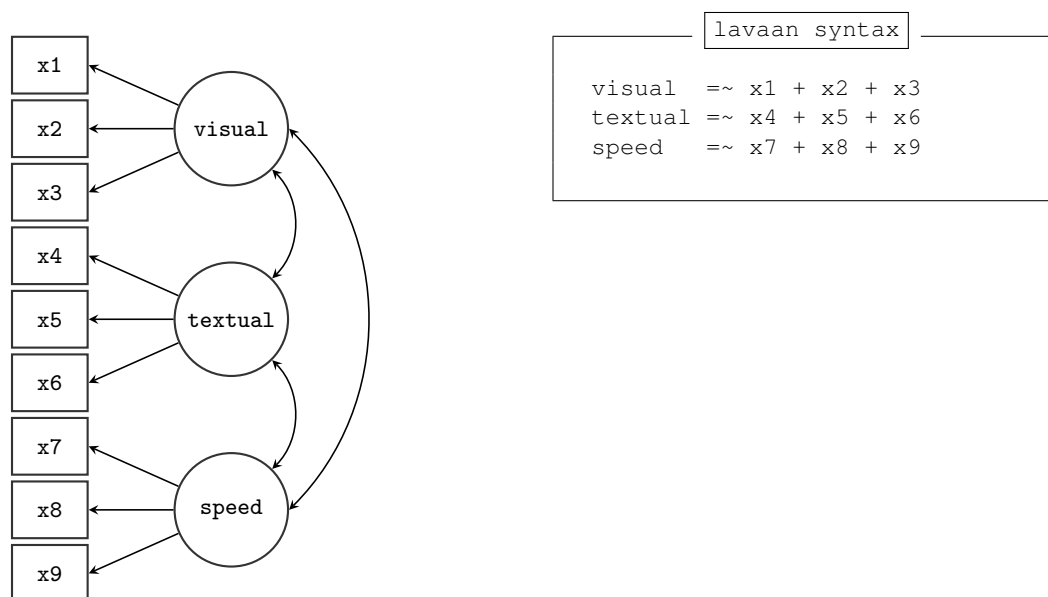 x1
x2
x3
x4
x5
x6
x7
x8
x9
visual
textual
speed
lavaan syntax
visual =~ x1 + x2 + x3
textual =~ x4 + x5 + x6
speed =~ x7 + x8 + x9